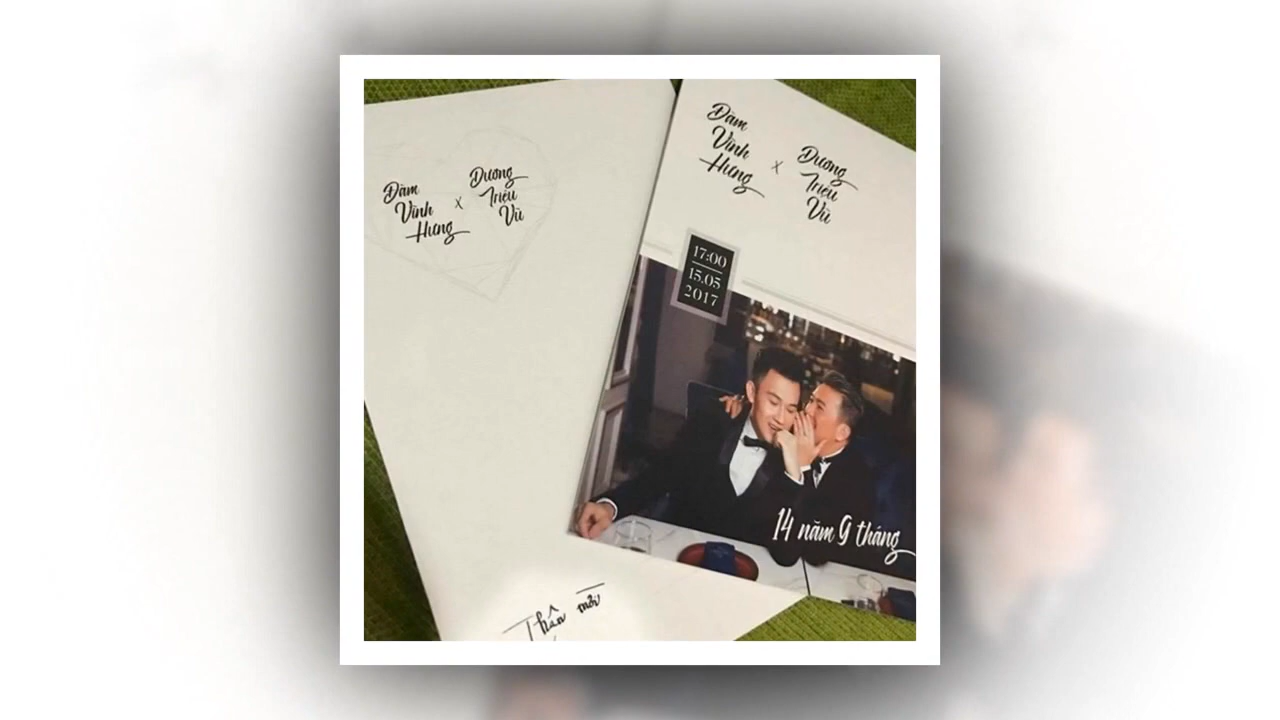 Đàm
Vĩnh
Hưng
x
Dương
Triệu
Vũ
Đàm
Vĩnh
Hưng
x
Dương
Triệu
Vũ
17:00
15.05
2017
14 năm 9 tháng
Thân mời